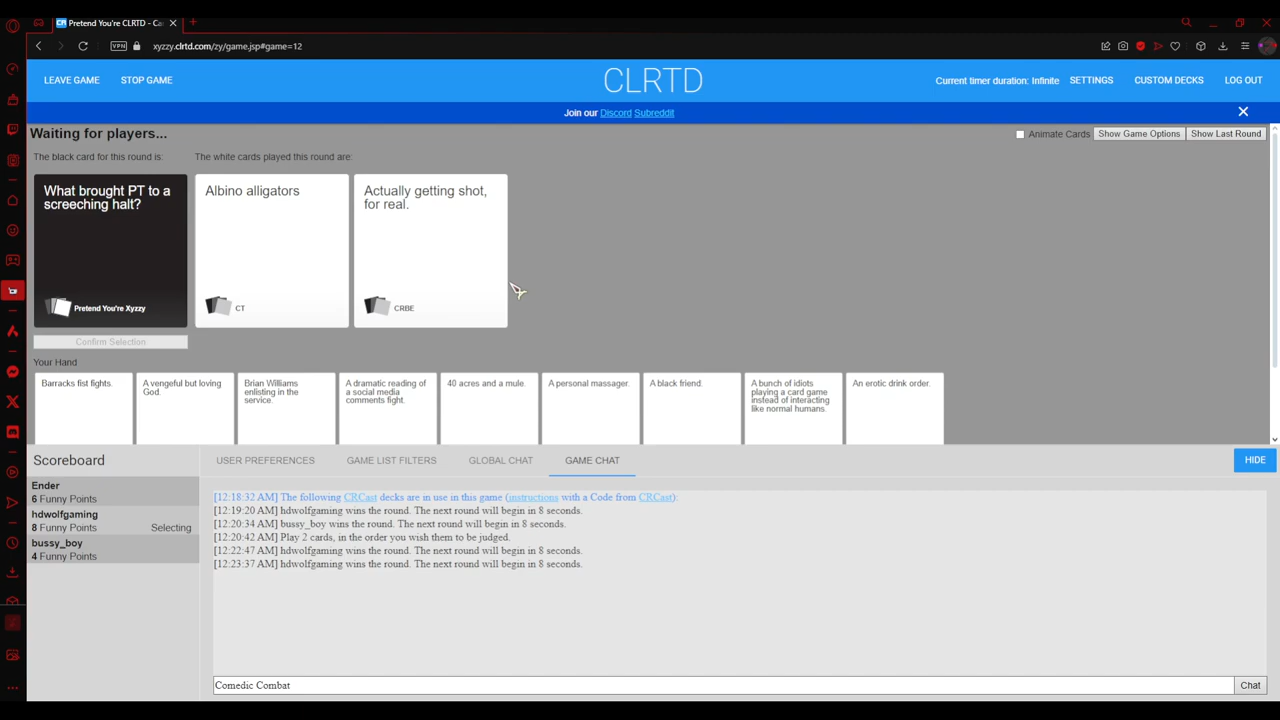 Pretend You're CLRTD - Ca
VPN
xyzzy.clrtd.com/zy/game.jsp#game=12
LEAVE GAME
STOP GAME
CLRTD
Current timer duration: Infinite
SETTINGS
CUSTOM DECKS
LOG OUT
Join our Discord Subreddit
Waiting for players...
Animate Cards
Show Game Options
Show Last Round
The black card for this round is:
The white cards played this round are:
What brought PT to a
screeching halt?
Pretend You're Xyzzy
Albino alligators
CT
Actually getting shot,
for real.
CRBE
Confirm Selection
Your Hand
Barracks fist fights.
A vengeful but loving
God.
Brian Williams
enlisting in the
service.
A dramatic reading of
a social media
comments fight.
40 acres and a mule.
A personal massager.
A black friend.
A bunch of idiots
playing a card game
instead of interacting
like normal humans.
An erotic drink order.
Scoreboard
Ender
6 Funny Points
hdwolfgaming
8 Funny Points
Selecting
bussy_boy
4 Funny Points
USER PREFERENCES
GAME LIST FILTERS
GLOBAL CHAT
GAME CHAT
HIDE
[12:18:32 AM] The following CRCast decks are in use in this game (instructions with a Code from CRCast):
[12:19:20 AM] hdwolfgaming wins the round. The next round will begin in 8 seconds.
[12:20:34 AM] bussy_boy wins the round. The next round will begin in 8 seconds.
[12:20:42 AM] Play 2 cards, in the order you wish them to be judged.
[12:22:47 AM] hdwolfgaming wins the round. The next round will begin in 8 seconds.
[12:23:37 AM] hdwolfgaming wins the round. The next round will begin in 8 seconds.
Comedic Combat
Chat